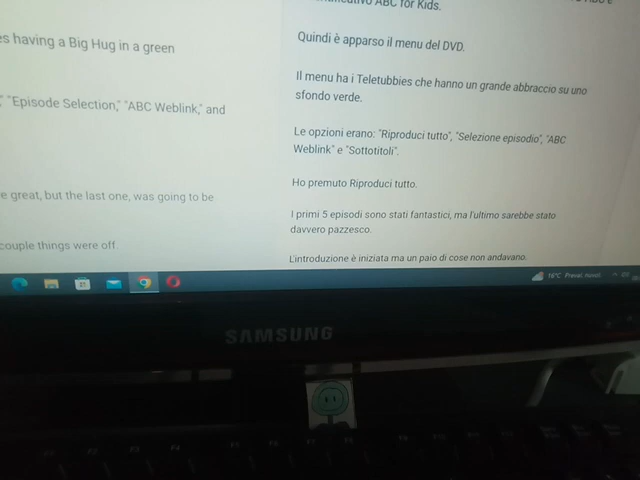 ABC for Kids.
s having a Big Hug in a green
"Episode Selection," "ABC Weblink," and
e great, but the last one, was going to be
couple things were off
Quindi è apparso il menu del DVD.
Il menu ha i Teletubbies che hanno un grande abbraccio su uno
sfondo verde.
Le opzioni erano: "Riproduci tutto", "Selezione episodio", "ABC
Weblink" e "Sottotitoli".
Ho premuto Riproduci tutto.
I primi 5 episodi sono stati fantastici, ma l'ultimo sarebbe stato
davvero pazzesco.
L'introduzione è iniziata ma un paio di cose non andavano.
16°C Preval. nuvol.
SAMSUNG